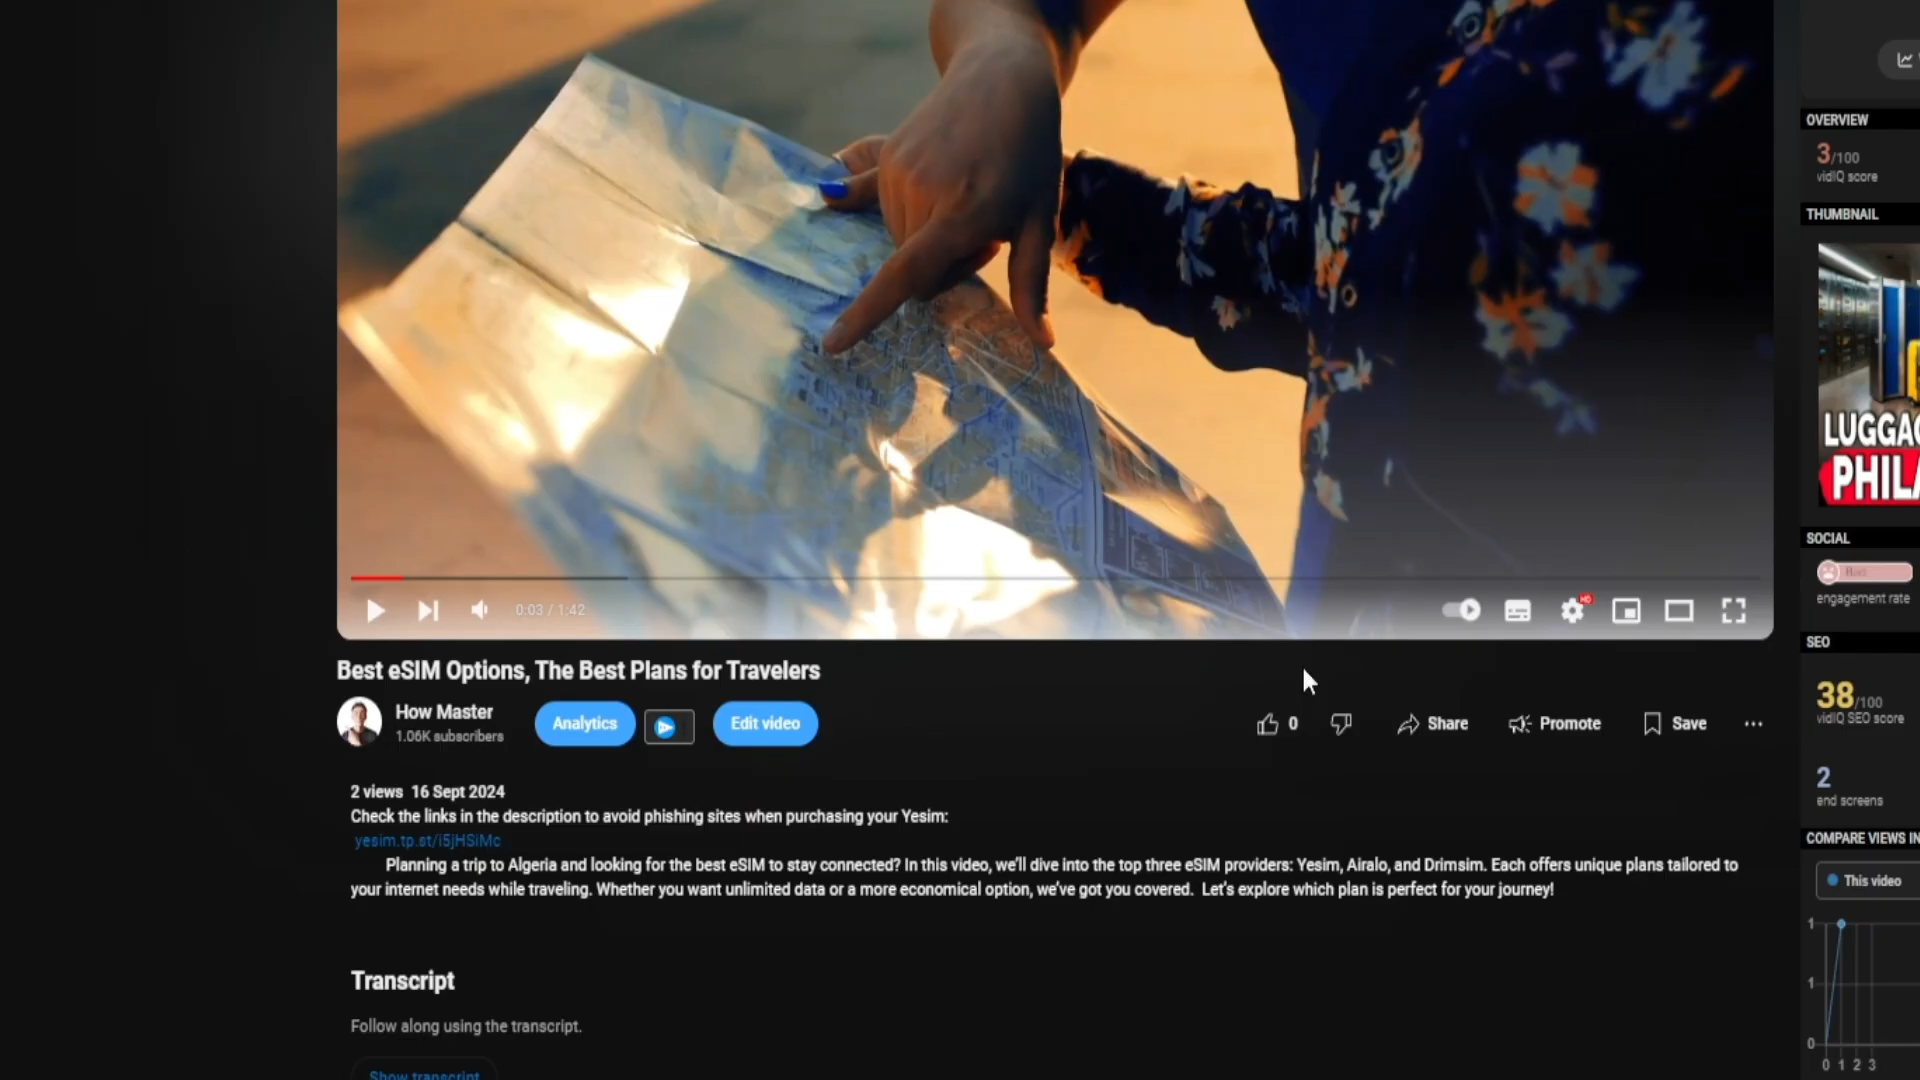 OVERVIEW
3/100
vidIQ score
THUMBNAIL
LUGGAG
PHILA
SOCIAL
engagement rate
SEO
38/100
vidIQ SEO score
2
end screens
COMPARE VIEWS IN
This video
1
1
0
0 1 2 3
HD
0:03 / 1:42
Best eSIM Options, The Best Plans for Travelers
How Master
1.06K subscribers
Analytics
Edit video
0
Share
Promote
Save
2 views 16 Sept 2024
Check the links in the description to avoid phishing sites when purchasing your Yesim:
yesim.tp.st/i5jHSiMc
Planning a trip to Algeria and looking for the best eSIM to stay connected? In this video, we'll dive into the top three eSIM providers: Yesim, Airalo, and Drimsim. Each offers unique plans tailored to
your internet needs while traveling. Whether you want unlimited data or a more economical option, we've got you covered. Let's explore which plan is perfect for your journey!
Transcript
Follow along using the transcript.
Show transcript